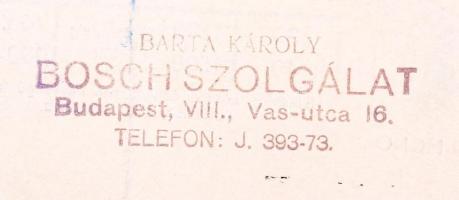 BARTA KÁROLY
BOSCH SZOLGÁLAT
Budapest, VIII., Vas-utca 16.
TELEFON: J. 393-73.